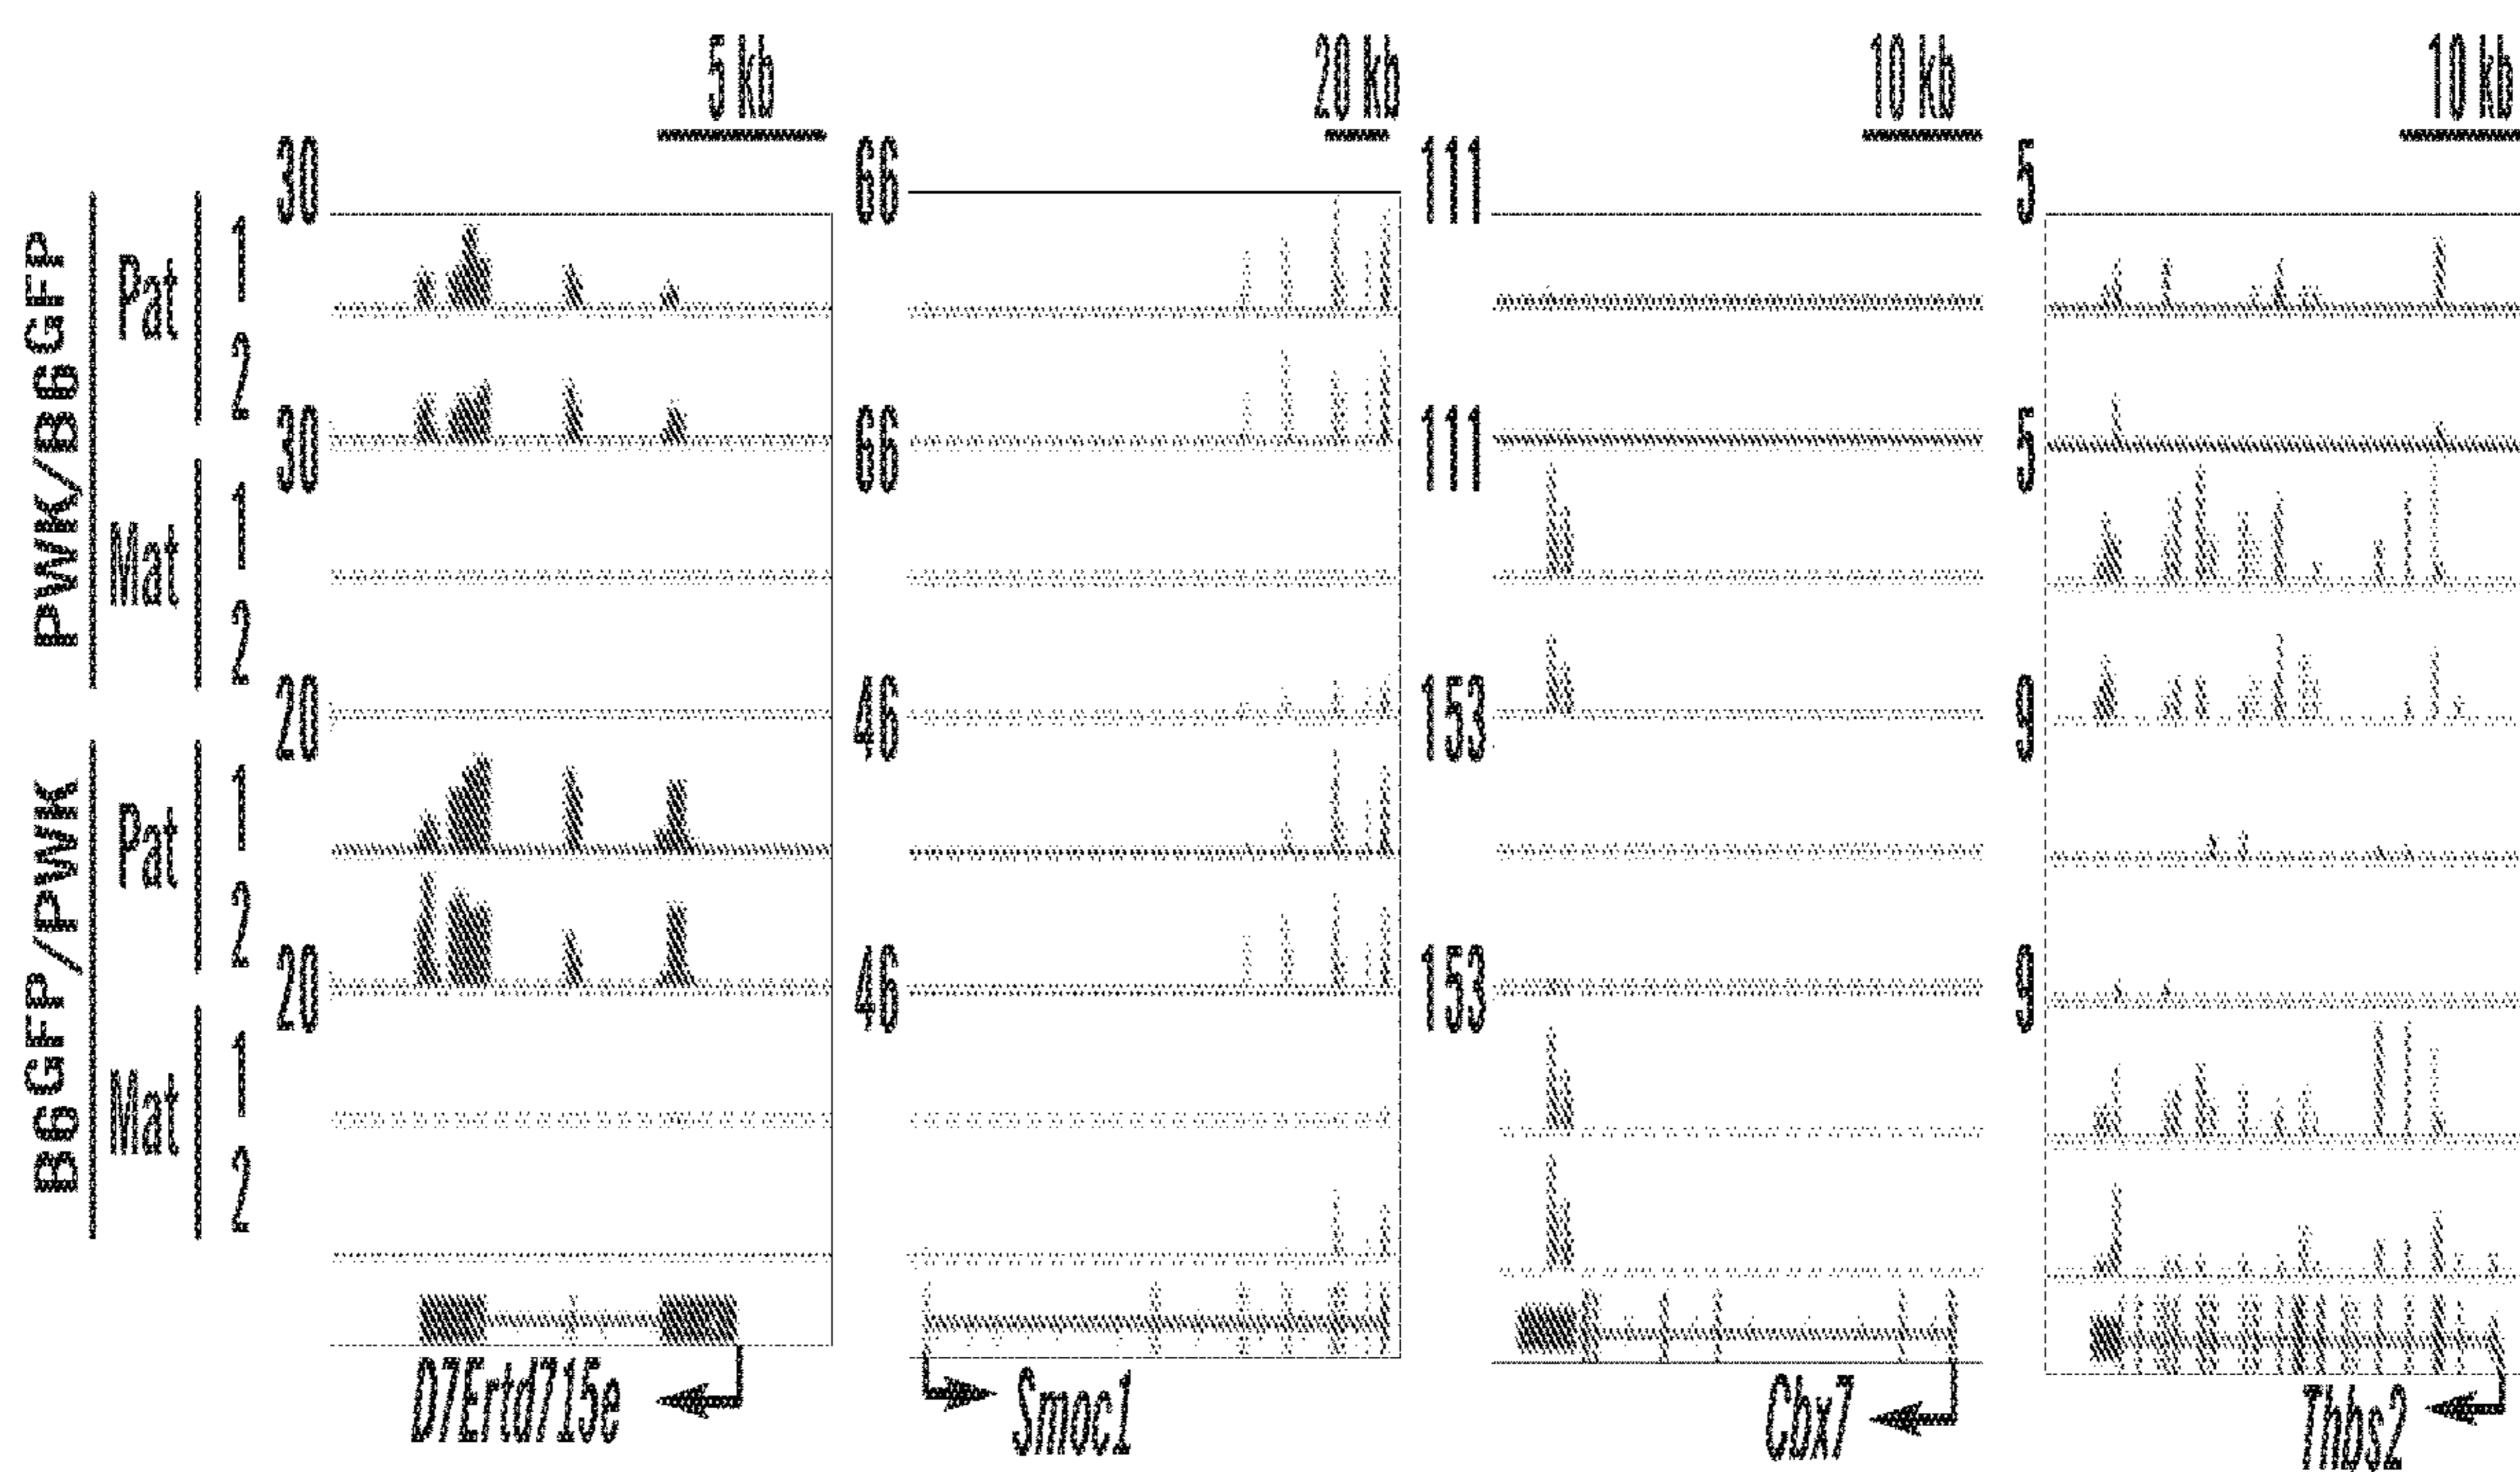 5 kb 20 kb 10 kb 10 kb
30 66 111 5
PWK/B6GFP Pat 1
2
30 66 111 5
Mat 1
2
20 46 153 9
B6GFP/PWK Pat 1
2
20 46 153 9
Mat 1
2
D7Ertd715e Smoc1 Cbx7 Thbs2